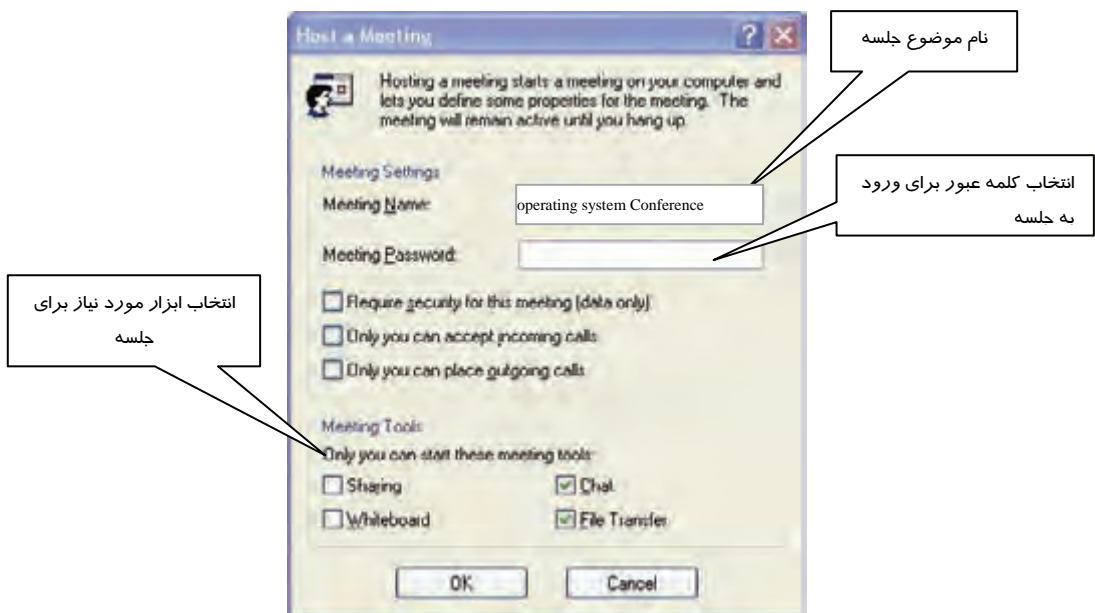 Host a Meeting
نام موضوع جلسه
Hosting a meeting starts a meeting on your computer and
lets you define some properties for the meeting. The
meeting will remain active until you hang up.
Meeting Settings
Meeting Name:
operating system Conference
انتخاب کلمه عبور برای ورود
به جلسه
Meeting Password:
انتخاب ابزار مورد نیاز برای
جلسه
Require security for this meeting (data only)
Only you can accept incoming calls
Only you can place outgoing calls
Meeting Tools
Only you can start these meeting tools:
Sharing
Chat
Whiteboard
File Transfer
OK
Cancel